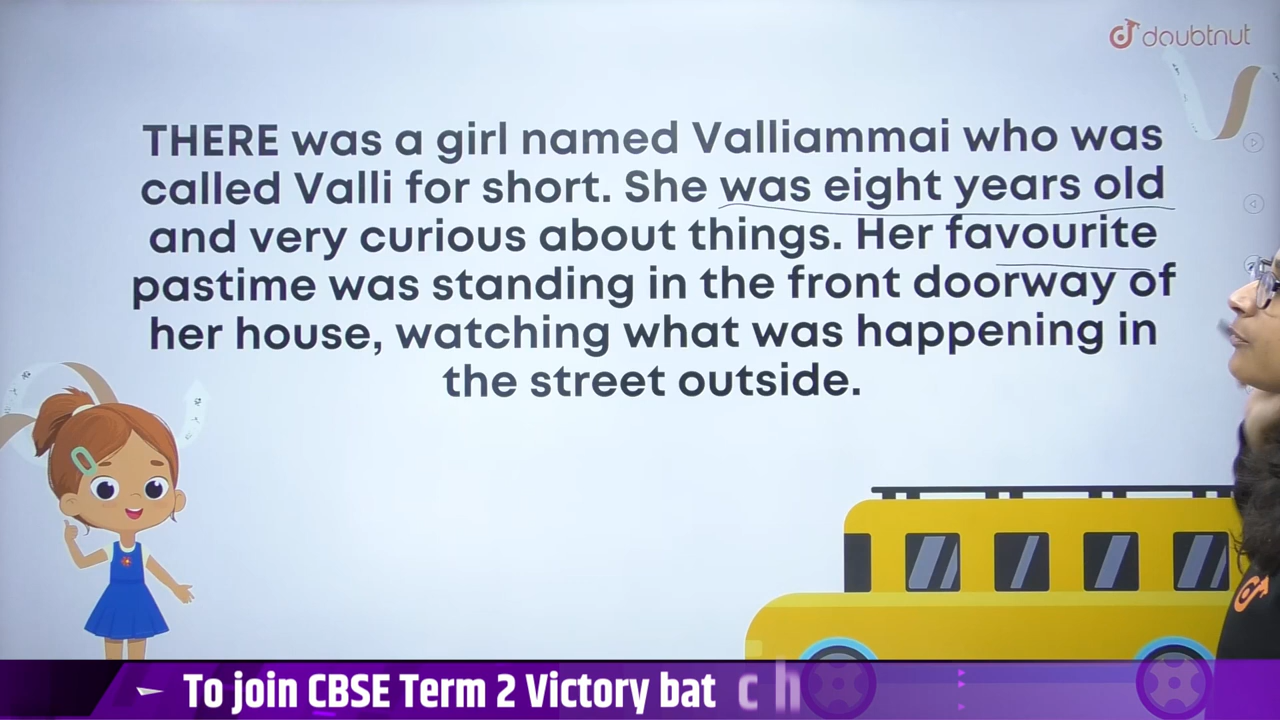 doubtnut
THERE was a girl named Valliammai who was
called Valli for short. She was eight years old
and very curious about things. Her favourite
pastime was standing in the front doorway of
her house, watching what was happening in
the street outside.
To join CBSE Term 2 Victory bat c h